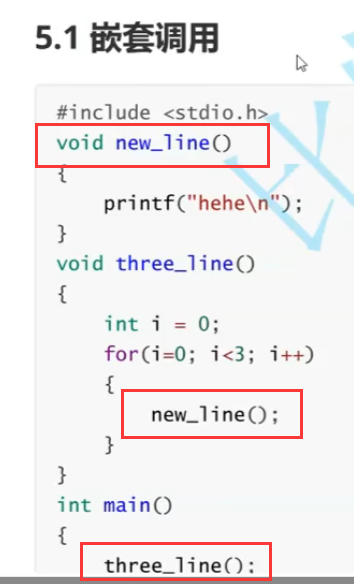 5.1 嵌套调用
#include <stdio.h>
void new_line()
{
    printf("hehe\n");
}
void three_line()
{
    int i = 0;
    for(i=0; i<3; i++)
    {
        new_line();
    }
}
int main()
{
    three_line();